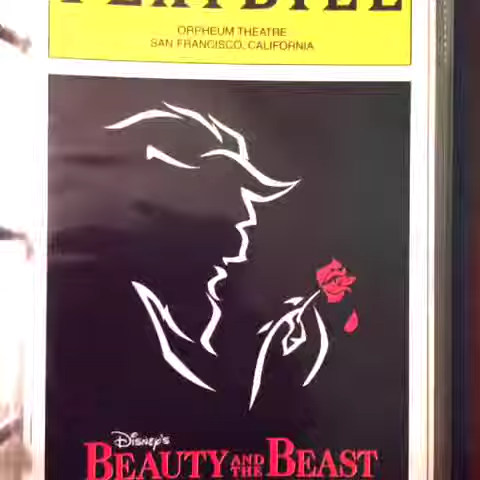 PLAYBILL
ORPHEUM THEATRE
SAN FRANCISCO, CALIFORNIA
DISNEY'S
BEAUTY AND THE BEAST